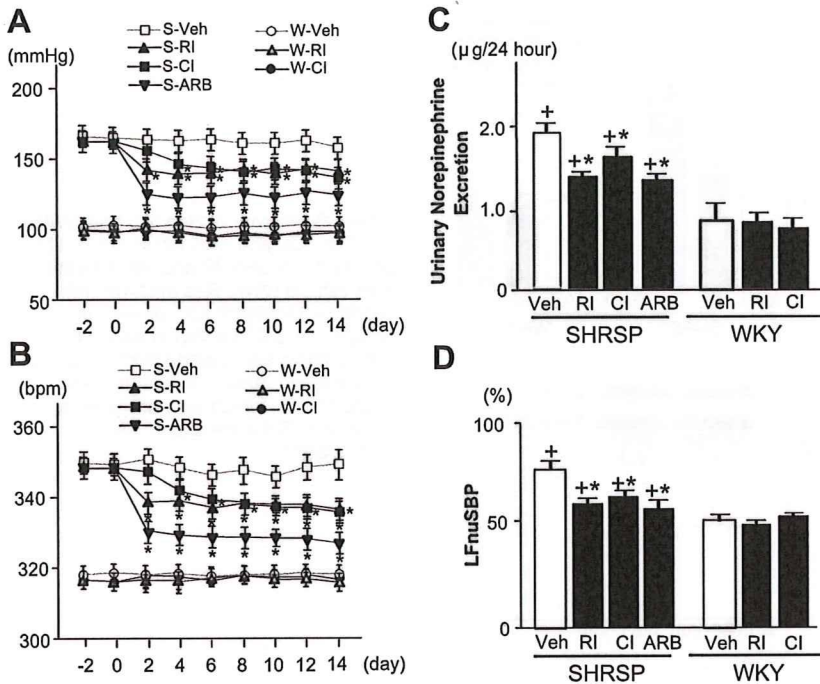 A
(mmHg)
S-Veh W-Veh
S-RI W-RI
S-CI W-CI
S-ARB
200
150
100
50
-2 0 2 4 6 8 10 12 14 (day)
B
(bpm)
S-Veh W-Veh
S-RI W-RI
S-CI W-CI
S-ARB
360
340
320
300
-2 0 2 4 6 8 10 12 14 (day)
C
(μg/24 hour)
Urinary Norepinephrine
Excretion
2.0
1.0
0
+ +* +* +*
Veh RI CI ARB Veh RI CI
SHRSP WKY
D
(%)
LFnuSBP
100
50
0
+ +* +* +*
Veh RI CI ARB Veh RI CI
SHRSP WKY